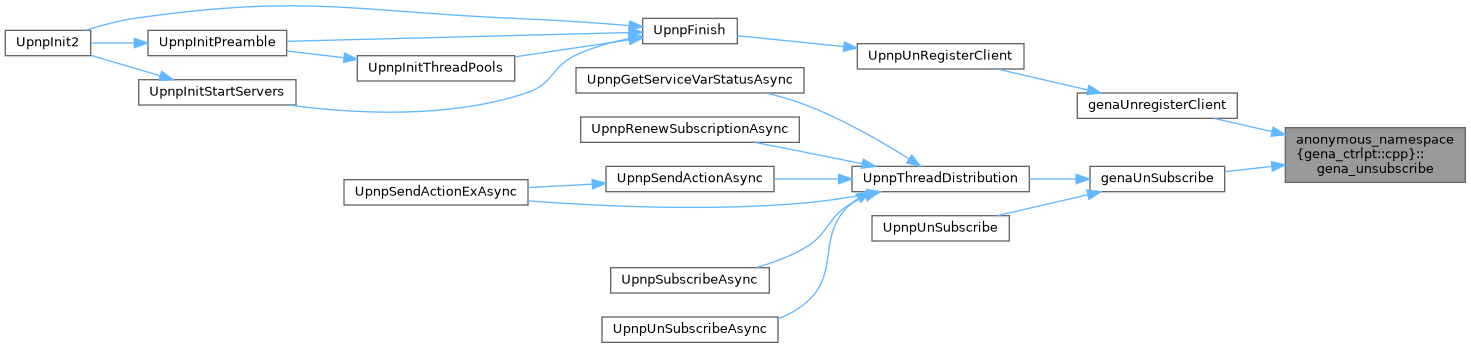 UpnpInit2
UpnpInitPreamble
UpnpInitStartServers
UpnpInitThreadPools
UpnpFinish
UpnpUnRegisterClient
UpnpGetServiceVarStatusAsync
genaUnregisterClient
UpnpRenewSubscriptionAsync
anonymous_namespace
{gena_ctrlpt::cpp}::
gena_unsubscribe
UpnpSendActionExAsync
UpnpSendActionAsync
UpnpThreadDistribution
genaUnSubscribe
UpnpUnSubscribe
UpnpSubscribeAsync
UpnpUnSubscribeAsync